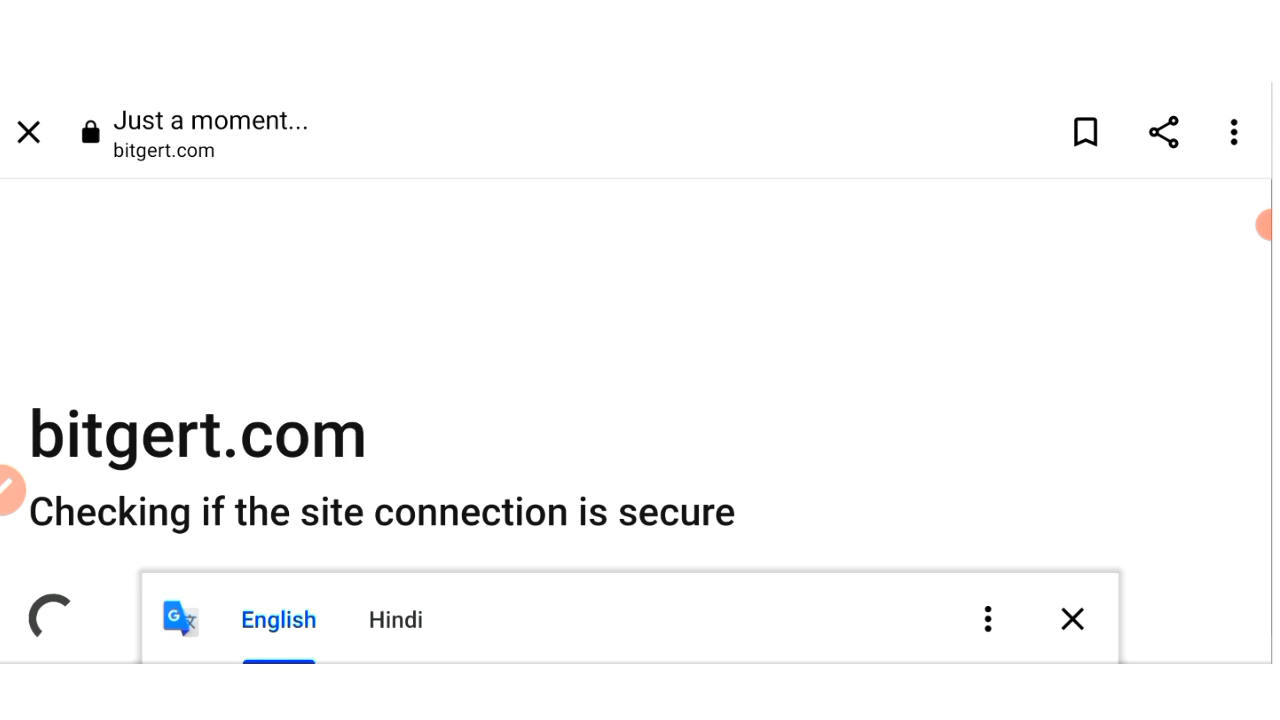 Just a moment...
bitgert.com
bitgert.com
Checking if the site connection is secure
English Hindi